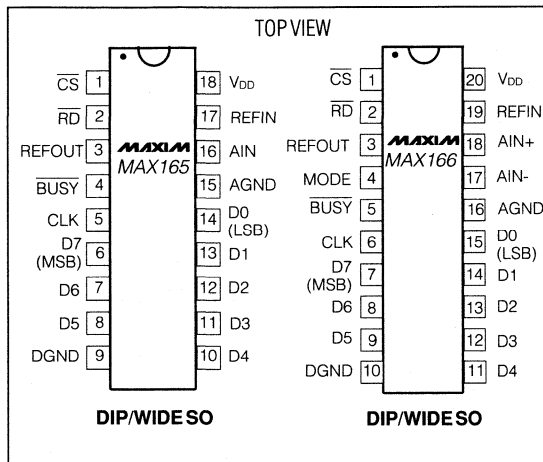 TOP VIEW
CS 1 18 VDD
RD 2 17 REFIN
REFOUT 3 16 AIN
BUSY 4 15 AGND
CLK 5 14 D0 (LSB)
D7 (MSB) 6 13 D1
D6 7 12 D2
D5 8 11 D3
DGND 9 10 D4
MAXIM
MAX165
DIP/WIDE SO
CS 1 20 VDD
RD 2 19 REFIN
REFOUT 3 18 AIN+
MODE 4 17 AIN-
BUSY 5 16 AGND
CLK 6 15 D0 (LSB)
D7 (MSB) 7 14 D1
D6 8 13 D2
D5 9 12 D3
DGND 10 11 D4
MAXIM
MAX166
DIP/WIDE SO